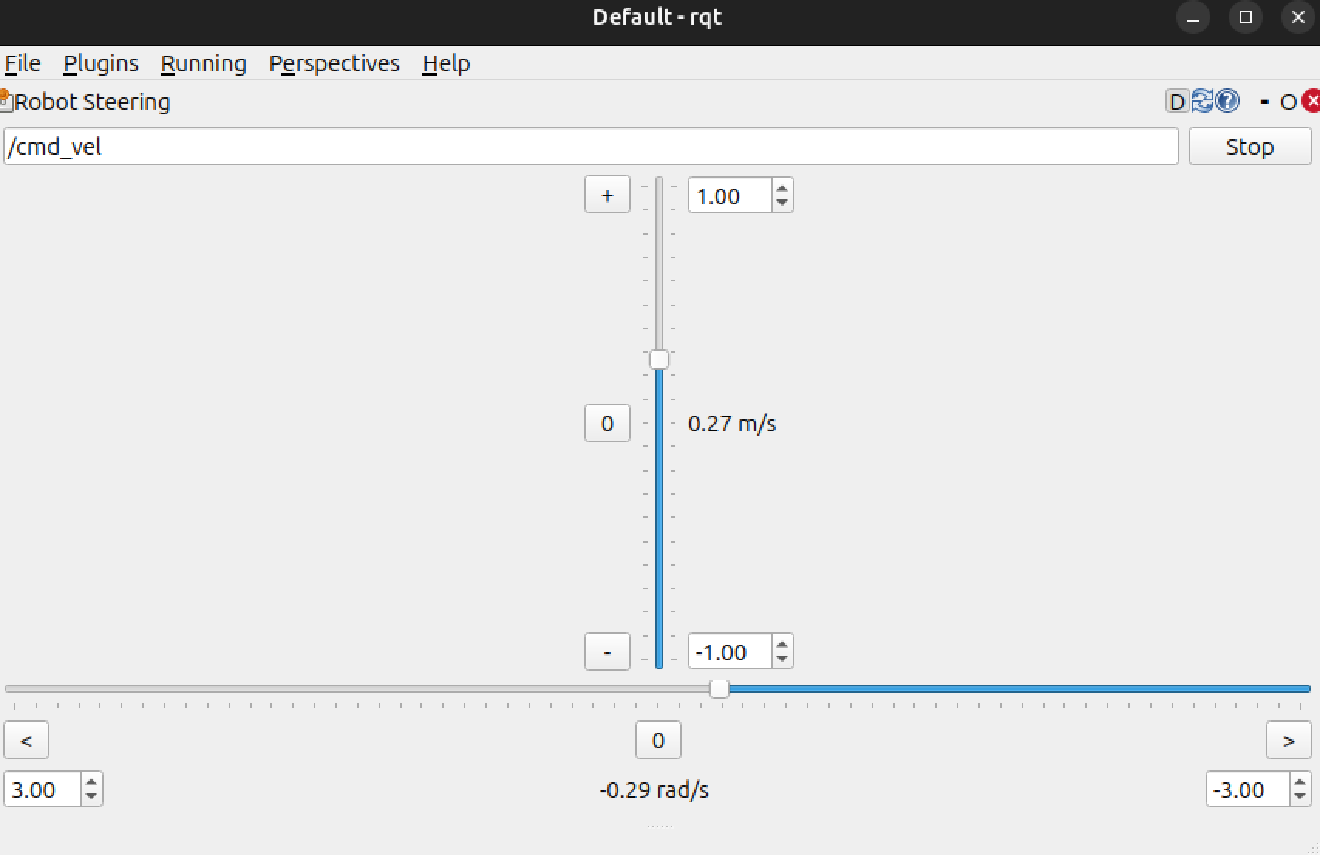 Default - rqt
File Plugins Running Perspectives Help
Robot Steering D ? - O
/cmd_vel Stop
+ 1.00
0 0.27 m/s
- -1.00
< 0 >
3.00 -0.29 rad/s -3.00